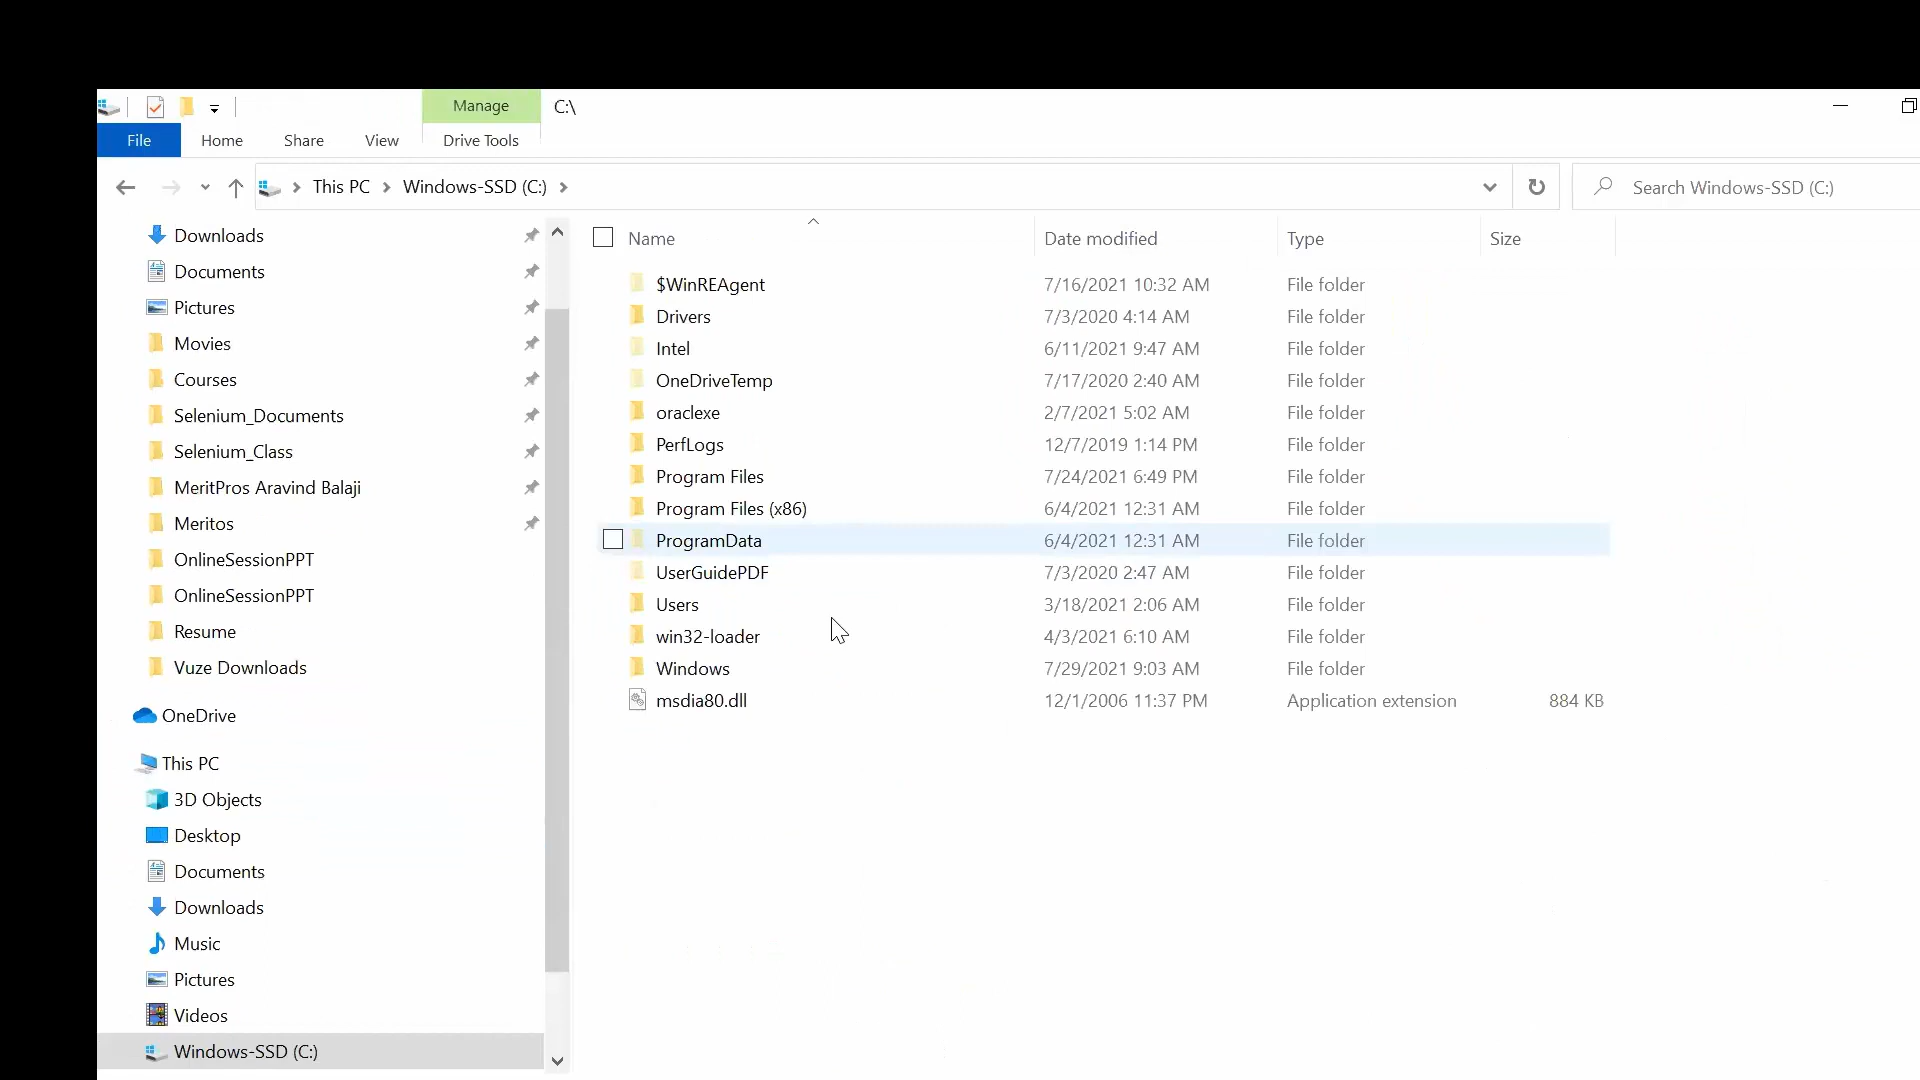 Manage C:\
File Home Share View Drive Tools
This PC Windows-SSD (C:) Search Windows-SSD (C:)
Downloads
Documents
Pictures
Movies
Courses
Selenium_Documents
Selenium_Class
MeritPros Aravind Balaji
Meritos
OnlineSessionPPT
OnlineSessionPPT
Resume
Vuze Downloads
OneDrive
This PC
3D Objects
Desktop
Documents
Downloads
Music
Pictures
Videos
Windows-SSD (C:)
Name Date modified Type Size
$WinREAgent 7/16/2021 10:32 AM File folder
Drivers 7/3/2020 4:14 AM File folder
Intel 6/11/2021 9:47 AM File folder
OneDriveTemp 7/17/2020 2:40 AM File folder
oraclexe 2/7/2021 5:02 AM File folder
PerfLogs 12/7/2019 1:14 PM File folder
Program Files 7/24/2021 6:49 PM File folder
Program Files (x86) 6/4/2021 12:31 AM File folder
ProgramData 6/4/2021 12:31 AM File folder
UserGuidePDF 7/3/2020 2:47 AM File folder
Users 3/18/2021 2:06 AM File folder
win32-loader 4/3/2021 6:10 AM File folder
Windows 7/29/2021 9:03 AM File folder
msdia80.dll 12/1/2006 11:37 PM Application extension 884 KB